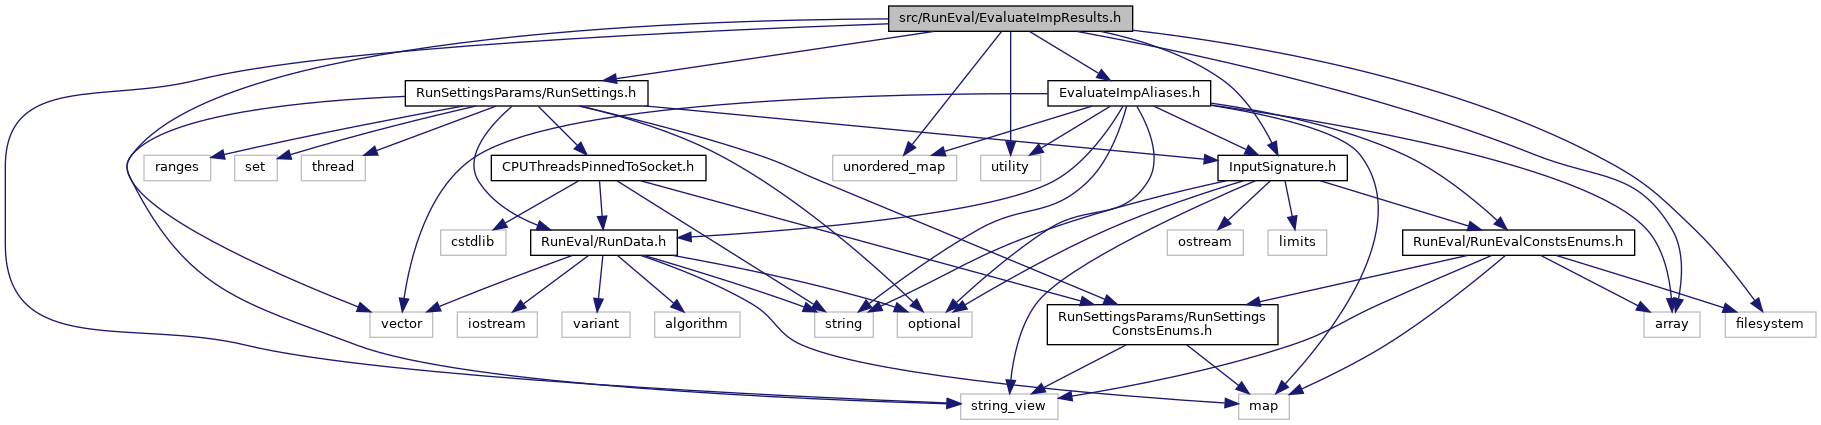 src/RunEval/EvaluateImpResults.h
RunSettingsParams/RunSettings.h
EvaluateImpAliases.h
ranges
set
thread
CPUThreadsPinnedToSocket.h
unordered_map
utility
InputSignature.h
cstdlib
RunEval/RunData.h
ostream
limits
RunEval/RunEvalConstsEnums.h
vector
iostream
variant
algorithm
string
optional
RunSettingsParams/RunSettings
ConstsEnums.h
array
filesystem
string_view
map